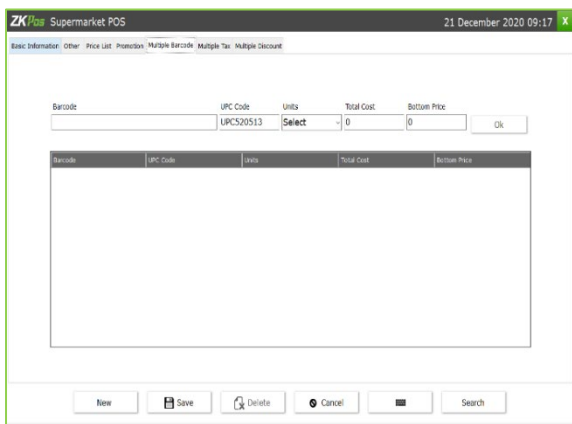 ZKPos Supermarket POS 21 December 2020 09:17 X
Basic Information Other Price List Promotion Multiple Barcode Multiple Tax Multiple Discount
Barcode UPC Code Units Total Cost Bottom Price
UPC520513 Select 0 0 Ok
Barcode UPC Code Units Total Cost Bottom Price
New Save Delete Cancel Search